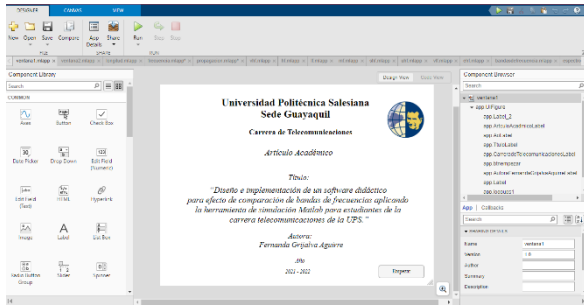 DESIGNER
CANVAS
VIEW
New
Open
Save
Compare
App Details
Share
Run
FILE
SHARE
RUN
Component Library
Search
COMMON
Axes
Button
Check Box
Date Picker
Drop Down
Edit Field
(Numeric)
Edit Field
(Text)
HTML
Hyperlink
Image
Label
List Box
Radio Button
Group
Slider
Spinner
Design View
Code View
Universidad Politécnica Salesiana
Sede Guayaquil
Carrera de Telecomunicaciones
Artículo Académico
Título:
"Diseño e implementación de un software didáctico
para efecto de comparación de bandas de frecuencias aplicando
la herramienta de simulación Matlab para estudiantes de la
carrera telecomunicaciones de la UPS."
Autora:
Fernanda Grijalva Aguirre
Año
2021 - 2022
Empezar
Component Browser
Search
ventana1
app.UIFigure
app.Label_2
app.ArtculoAcadmicoLabel
app.AoLabel
app.TtuloLabel
app.CarreradeTelecomunicacionesLabel
app.btnempezar
app.Label
App
Callbacks
Search
Name
ventana1
Version
1.0
Author
Summary
Description